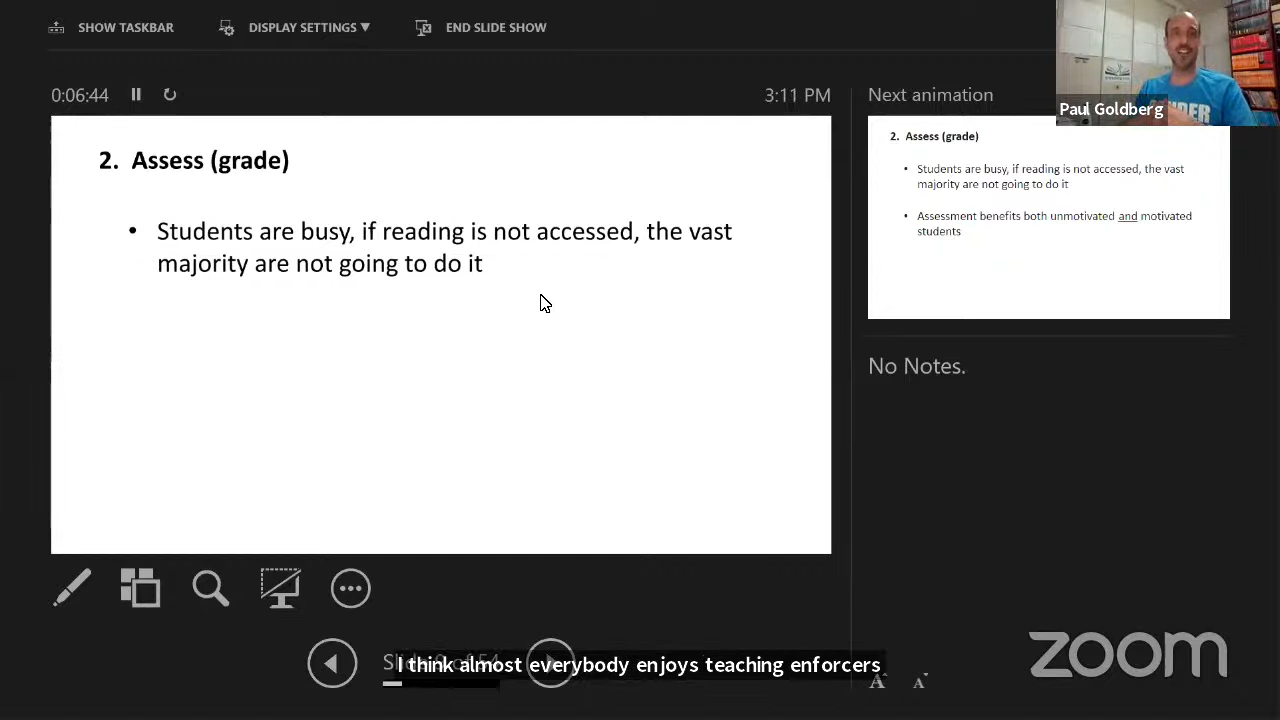 SHOW TASKBAR
DISPLAY SETTINGS ▼
END SLIDE SHOW
0:06:44
3:11 PM
Next animation
Paul Goldberg
2. Assess (grade)
• Students are busy, if reading is not accessed, the vast
majority are not going to do it
2. Assess (grade)
• Students are busy, if reading is not accessed, the vast
majority are not going to do it
• Assessment benefits both unmotivated and motivated
students
No Notes.
I think almost everybody enjoys teaching enforcers
A A
zoom